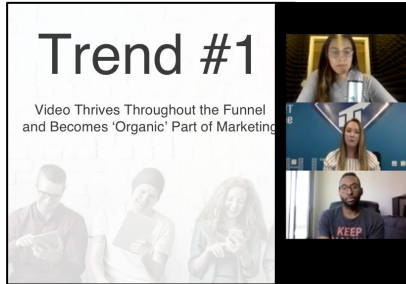 Trend #1
Video Thrives Throughout the Funnel
and Becomes ‘Organic’ Part of Marketing
KEEP